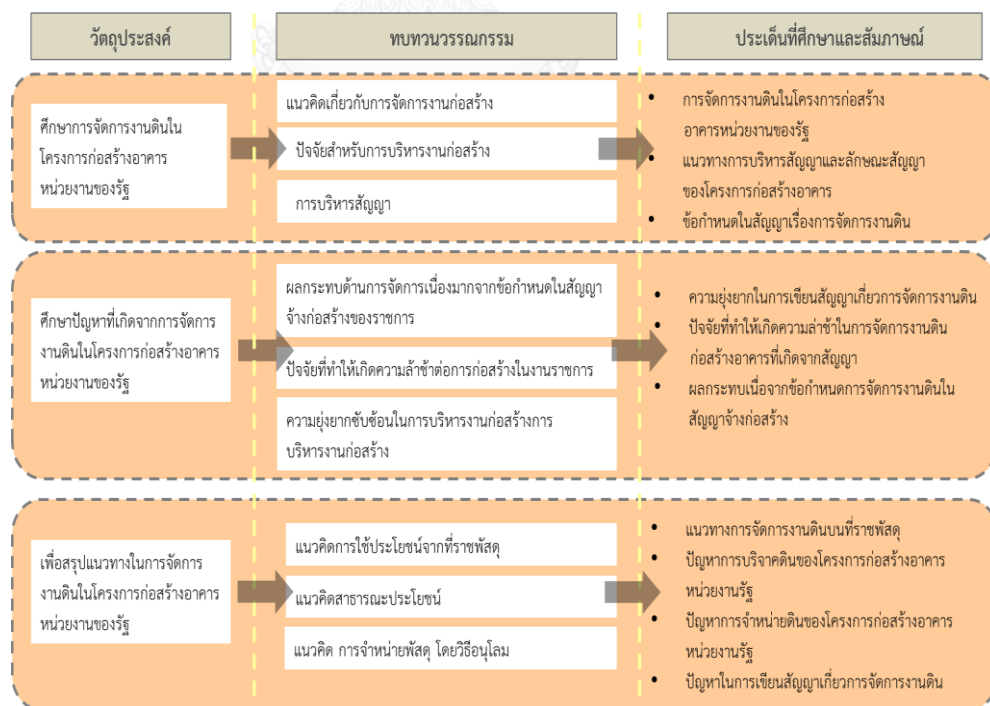 วัตถุประสงค์
ทบทวนวรรณกรรม
ประเด็นที่ศึกษาและสัมภาษณ์
ศึกษาการจัดการงานดินใน
โครงการก่อสร้างอาคาร
หน่วยงานของรัฐ
แนวคิดเกี่ยวกับการจัดการงานก่อสร้าง
ปัจจัยสำหรับการบริหารงานก่อสร้าง
การบริหารสัญญา
• การจัดการงานดินในโครงการก่อสร้าง
อาคารหน่วยงานของรัฐ
• แนวทางการบริหารสัญญาและลักษณะสัญญา
ของโครงการก่อสร้างอาคาร
• ข้อกำหนดในสัญญาเรื่องการจัดการงานดิน
ศึกษาปัญหาที่เกิดจากการจัดการ
งานดินในโครงการก่อสร้างอาคาร
หน่วยงานของรัฐ
ผลกระทบด้านการจัดการเนื่องมากจากข้อกำหนดในสัญญา
จ้างก่อสร้างของราชการ
ปัจจัยที่ทำให้เกิดความล้าช้าต่อการก่อสร้างในงานราชการ
ความยุ่งยากซับซ้อนในการบริหารงานก่อสร้างการ
บริหารงานก่อสร้าง
• ความยุ่งยากในการเขียนสัญญาเกี่ยวการจัดการงานดิน
• ปัจจัยที่ทำให้เกิดความล่าช้าในการจัดการงานดิน
ก่อสร้างอาคารที่เกิดจากสัญญา
• ผลกระทบเนื่อจากข้อกำหนดการจัดการงานดินใน
สัญญาจ้างก่อสร้าง
เพื่อสรุปแนวทางในการจัดการ
งานดินในโครงการก่อสร้างอาคาร
หน่วยงานของรัฐ
แนวคิดการใช้ประโยชน์จากที่ราชพัสดุ
แนวคิดสาธารณะประโยชน์
แนวคิด การจำหน่ายพัสดุ โดยวิธีอนุโลม
• แนวทางการจัดการงานดินบนที่ราชพัสดุ
• ปัญหาการบริจาคดินของโครงการก่อสร้างอาคาร
หน่วยงานรัฐ
• ปัญหาการจำหน่ายดินของโครงการก่อสร้างอาคาร
หน่วยงานรัฐ
• ปัญหาในการเขียนสัญญาเกี่ยวการจัดการงานดิน